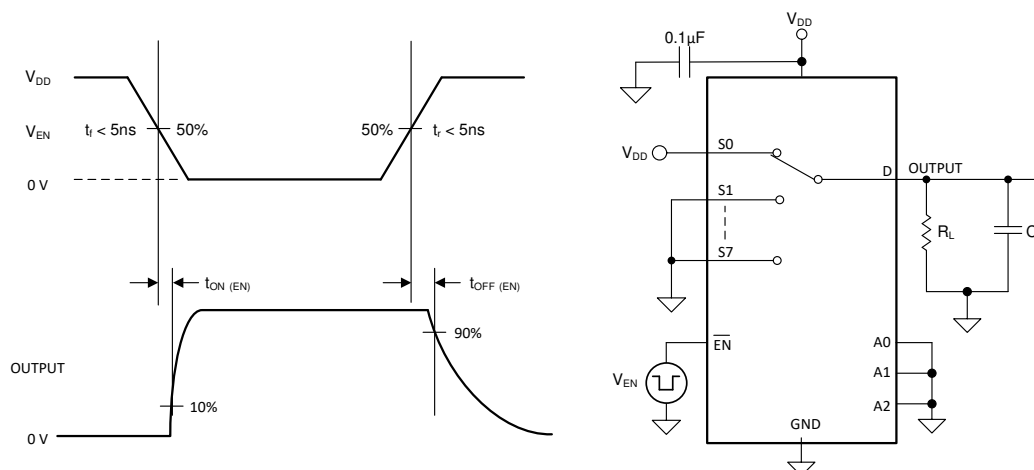 V_DD
V_EN
0 V
t_f < 5ns
50%
50%
t_r < 5ns
t_ON (EN)
t_OFF (EN)
90%
OUTPUT
10%
0 V
V_DD
0.1µF
V_DD
S0
S1
S7
D
OUTPUT
R_L
C
EN
V_EN
A0
A1
A2
GND